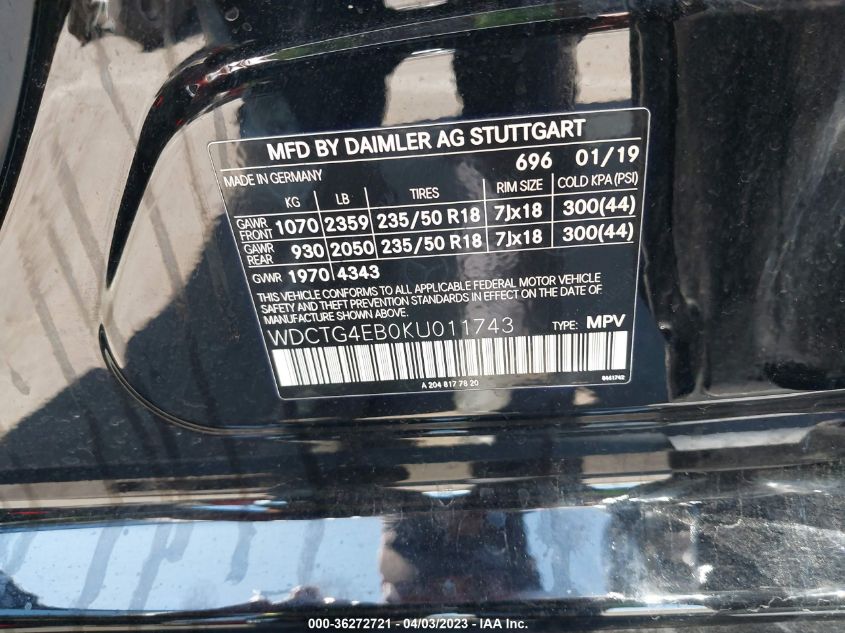 MFD BY DAIMLER AG STUTTGART
696 01/19
MADE IN GERMANY
KG LB TIRES RIM SIZE COLD KPA (PSI)
GAWR FRONT 1070 2359 235/50 R18 7Jx18 300(44)
GAWR REAR 930 2050 235/50 R18 7Jx18 300(44)
GVWR 1970 4343
THIS VEHICLE CONFORMS TO ALL APPLICABLE FEDERAL MOTOR VEHICLE
SAFETY AND THEFT PREVENTION STANDARDS IN EFFECT ON THE DATE OF
MANUFACTURE SHOWN ABOVE.
WDCTG4EB0KU011743 TYPE: MPV
A 204 817 78 20 8461742
000-36272721 - 04/03/2023 - IAA Inc.